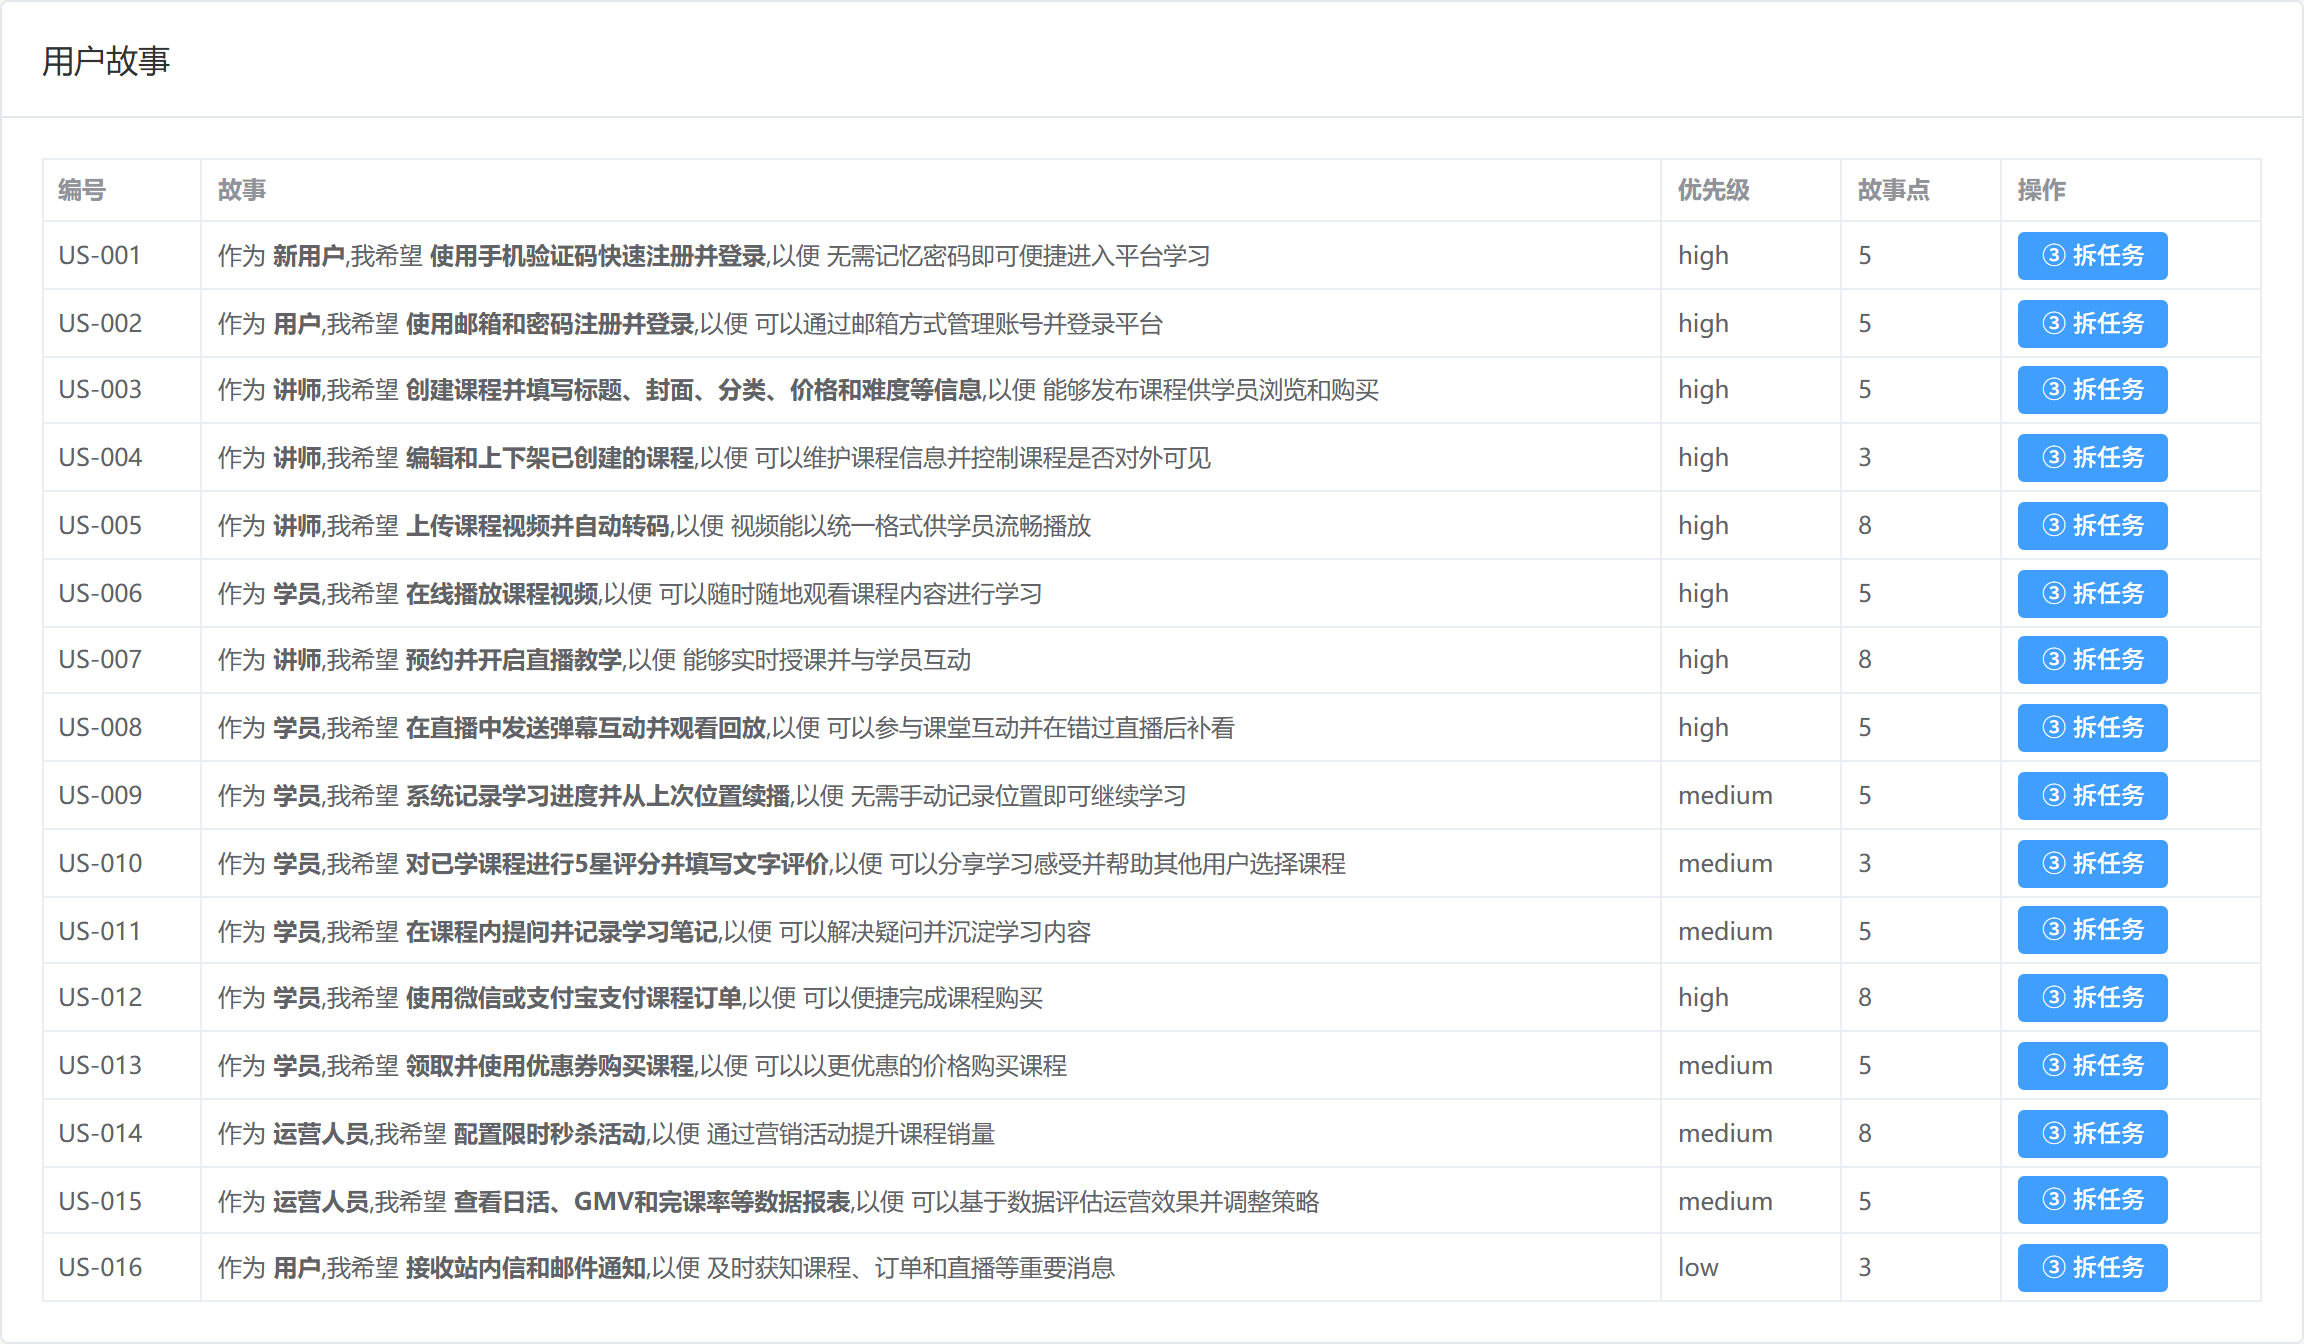 用户故事
编号 故事 优先级 故事点 操作
US-001 作为 新用户,我希望 使用手机验证码快速注册并登录,以便 无需记忆密码即可便捷进入平台学习 high 5 ③ 拆任务
US-002 作为 用户,我希望 使用邮箱和密码注册并登录,以便 可以通过邮箱方式管理账号并登录平台 high 5 ③ 拆任务
US-003 作为 讲师,我希望 创建课程并填写标题、封面、分类、价格和难度等信息,以便 能够发布课程供学员浏览和购买 high 5 ③ 拆任务
US-004 作为 讲师,我希望 编辑和上下架已创建的课程,以便 可以维护课程信息并控制课程是否对外可见 high 3 ③ 拆任务
US-005 作为 讲师,我希望 上传课程视频并自动转码,以便 视频能以统一格式供学员流畅播放 high 8 ③ 拆任务
US-006 作为 学员,我希望 在线播放课程视频,以便 可以随时随地观看课程内容进行学习 high 5 ③ 拆任务
US-007 作为 讲师,我希望 预约并开启直播教学,以便 能够实时授课并与学员互动 high 8 ③ 拆任务
US-008 作为 学员,我希望 在直播中发送弹幕互动并观看回放,以便 可以参与课堂互动并在错过直播后补看 high 5 ③ 拆任务
US-009 作为 学员,我希望 系统记录学习进度并从上次位置续播,以便 无需手动记录位置即可继续学习 medium 5 ③ 拆任务
US-010 作为 学员,我希望 对已学课程进行5星评分并填写文字评价,以便 可以分享学习感受并帮助其他用户选择课程 medium 3 ③ 拆任务
US-011 作为 学员,我希望 在课程内提问并记录学习笔记,以便 可以解决疑问并沉淀学习内容 medium 5 ③ 拆任务
US-012 作为 学员,我希望 使用微信或支付宝支付课程订单,以便 可以便捷完成课程购买 high 8 ③ 拆任务
US-013 作为 学员,我希望 领取并使用优惠券购买课程,以便 可以以更优惠的价格购买课程 medium 5 ③ 拆任务
US-014 作为 运营人员,我希望 配置限时秒杀活动,以便 通过营销活动提升课程销量 medium 8 ③ 拆任务
US-015 作为 运营人员,我希望 查看日活、GMV和完课率等数据报表,以便 可以基于数据评估运营效果并调整策略 medium 5 ③ 拆任务
US-016 作为 用户,我希望 接收站内信和邮件通知,以便 及时获知课程、订单和直播等重要消息 low 3 ③ 拆任务